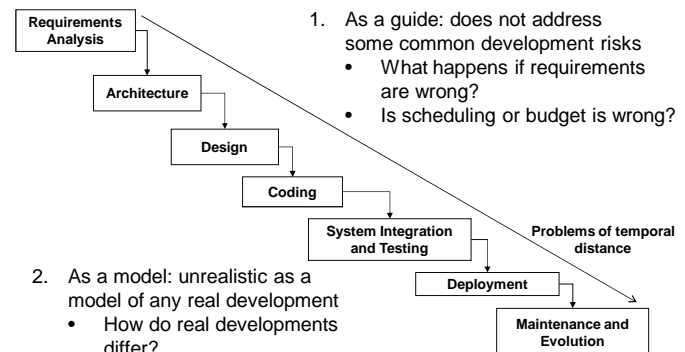 Requirements
Analysis
1. As a guide: does not address
some common development risks
• What happens if requirements
are wrong?
• Is scheduling or budget is wrong?
Architecture
Design
Coding
System Integration
and Testing
Problems of temporal
distance
2. As a model: unrealistic as a
model of any real development
• How do real developments
differ?
Deployment
Maintenance and
Evolution